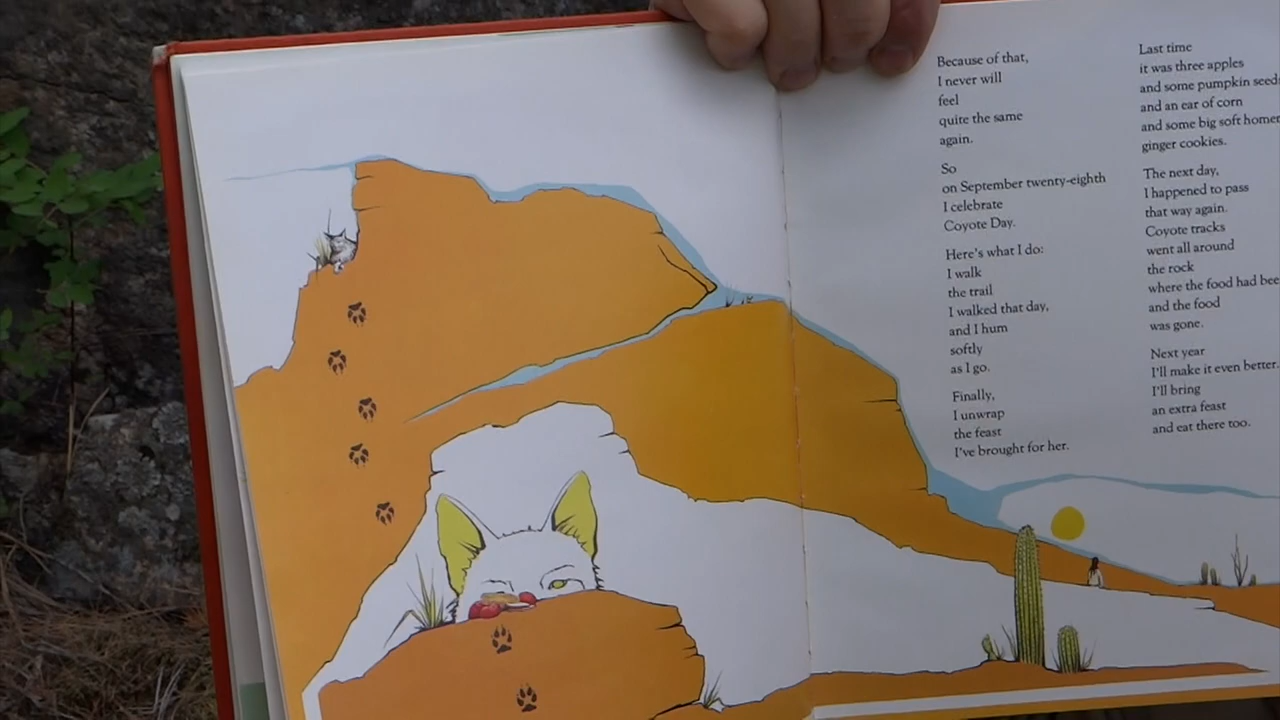 Because of that,
I never will
feel
quite the same
again.
So
on September twenty-eighth
I celebrate
Coyote Day.
Here's what I do:
I walk
the trail
I walked that day,
and I hum
softly
as I go.
Finally,
I unwrap
the feast
I've brought for her.
Last time
it was three apples
and some pumpkin seed
and an ear of corn
and some big soft homem
ginger cookies.
The next day,
I happened to pass
that way again.
Coyote tracks
went all around
the rock
where the food had bee
and the food
was gone.
Next year
I'll make it even better.
I'll bring
an extra feast
and eat there too.